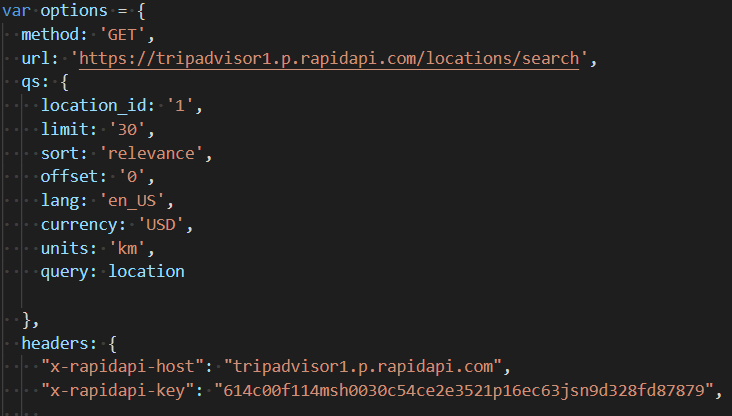 var options = {
method: 'GET',
url: 'https://tripadvisor1.p.rapidapi.com/locations/search',
qs: {
location_id: '1',
limit: '30',
sort: 'relevance',
offset: '0',
lang: 'en_US',
currency: 'USD',
units: 'km',
query: location
},
headers: {
"x-rapidapi-host": "tripadvisor1.p.rapidapi.com",
"x-rapidapi-key": "614c00f114msh0030c54ce2e3521p16ec63jsn9d328fd87879",